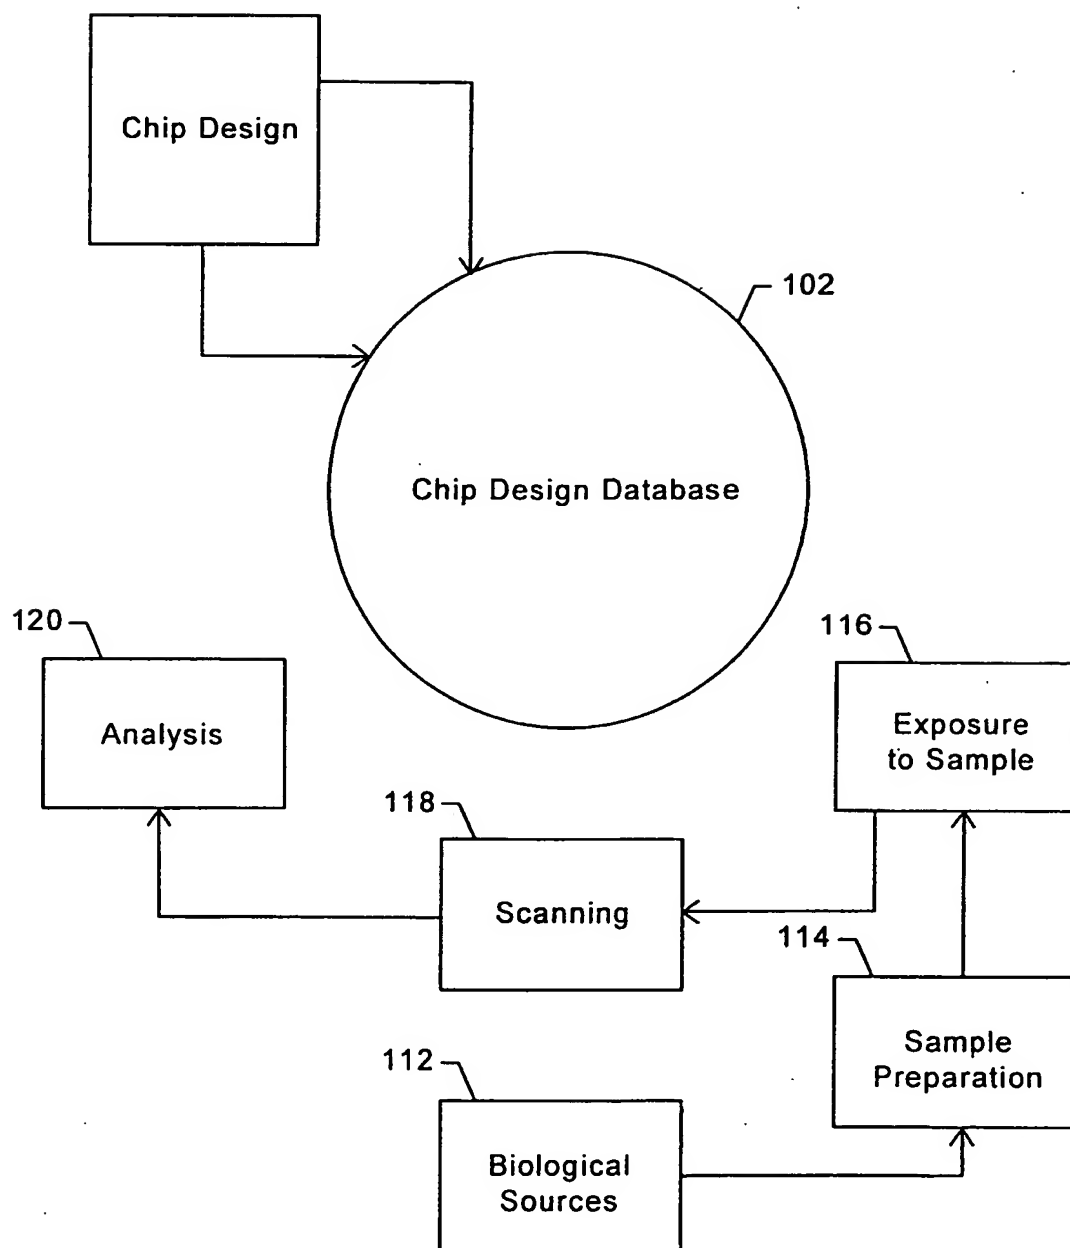 Chip Design
102
Chip Design Database
120
Analysis
116
Exposure
to Sample
118
Scanning
114
Sample
Preparation
112
Biological
Sources